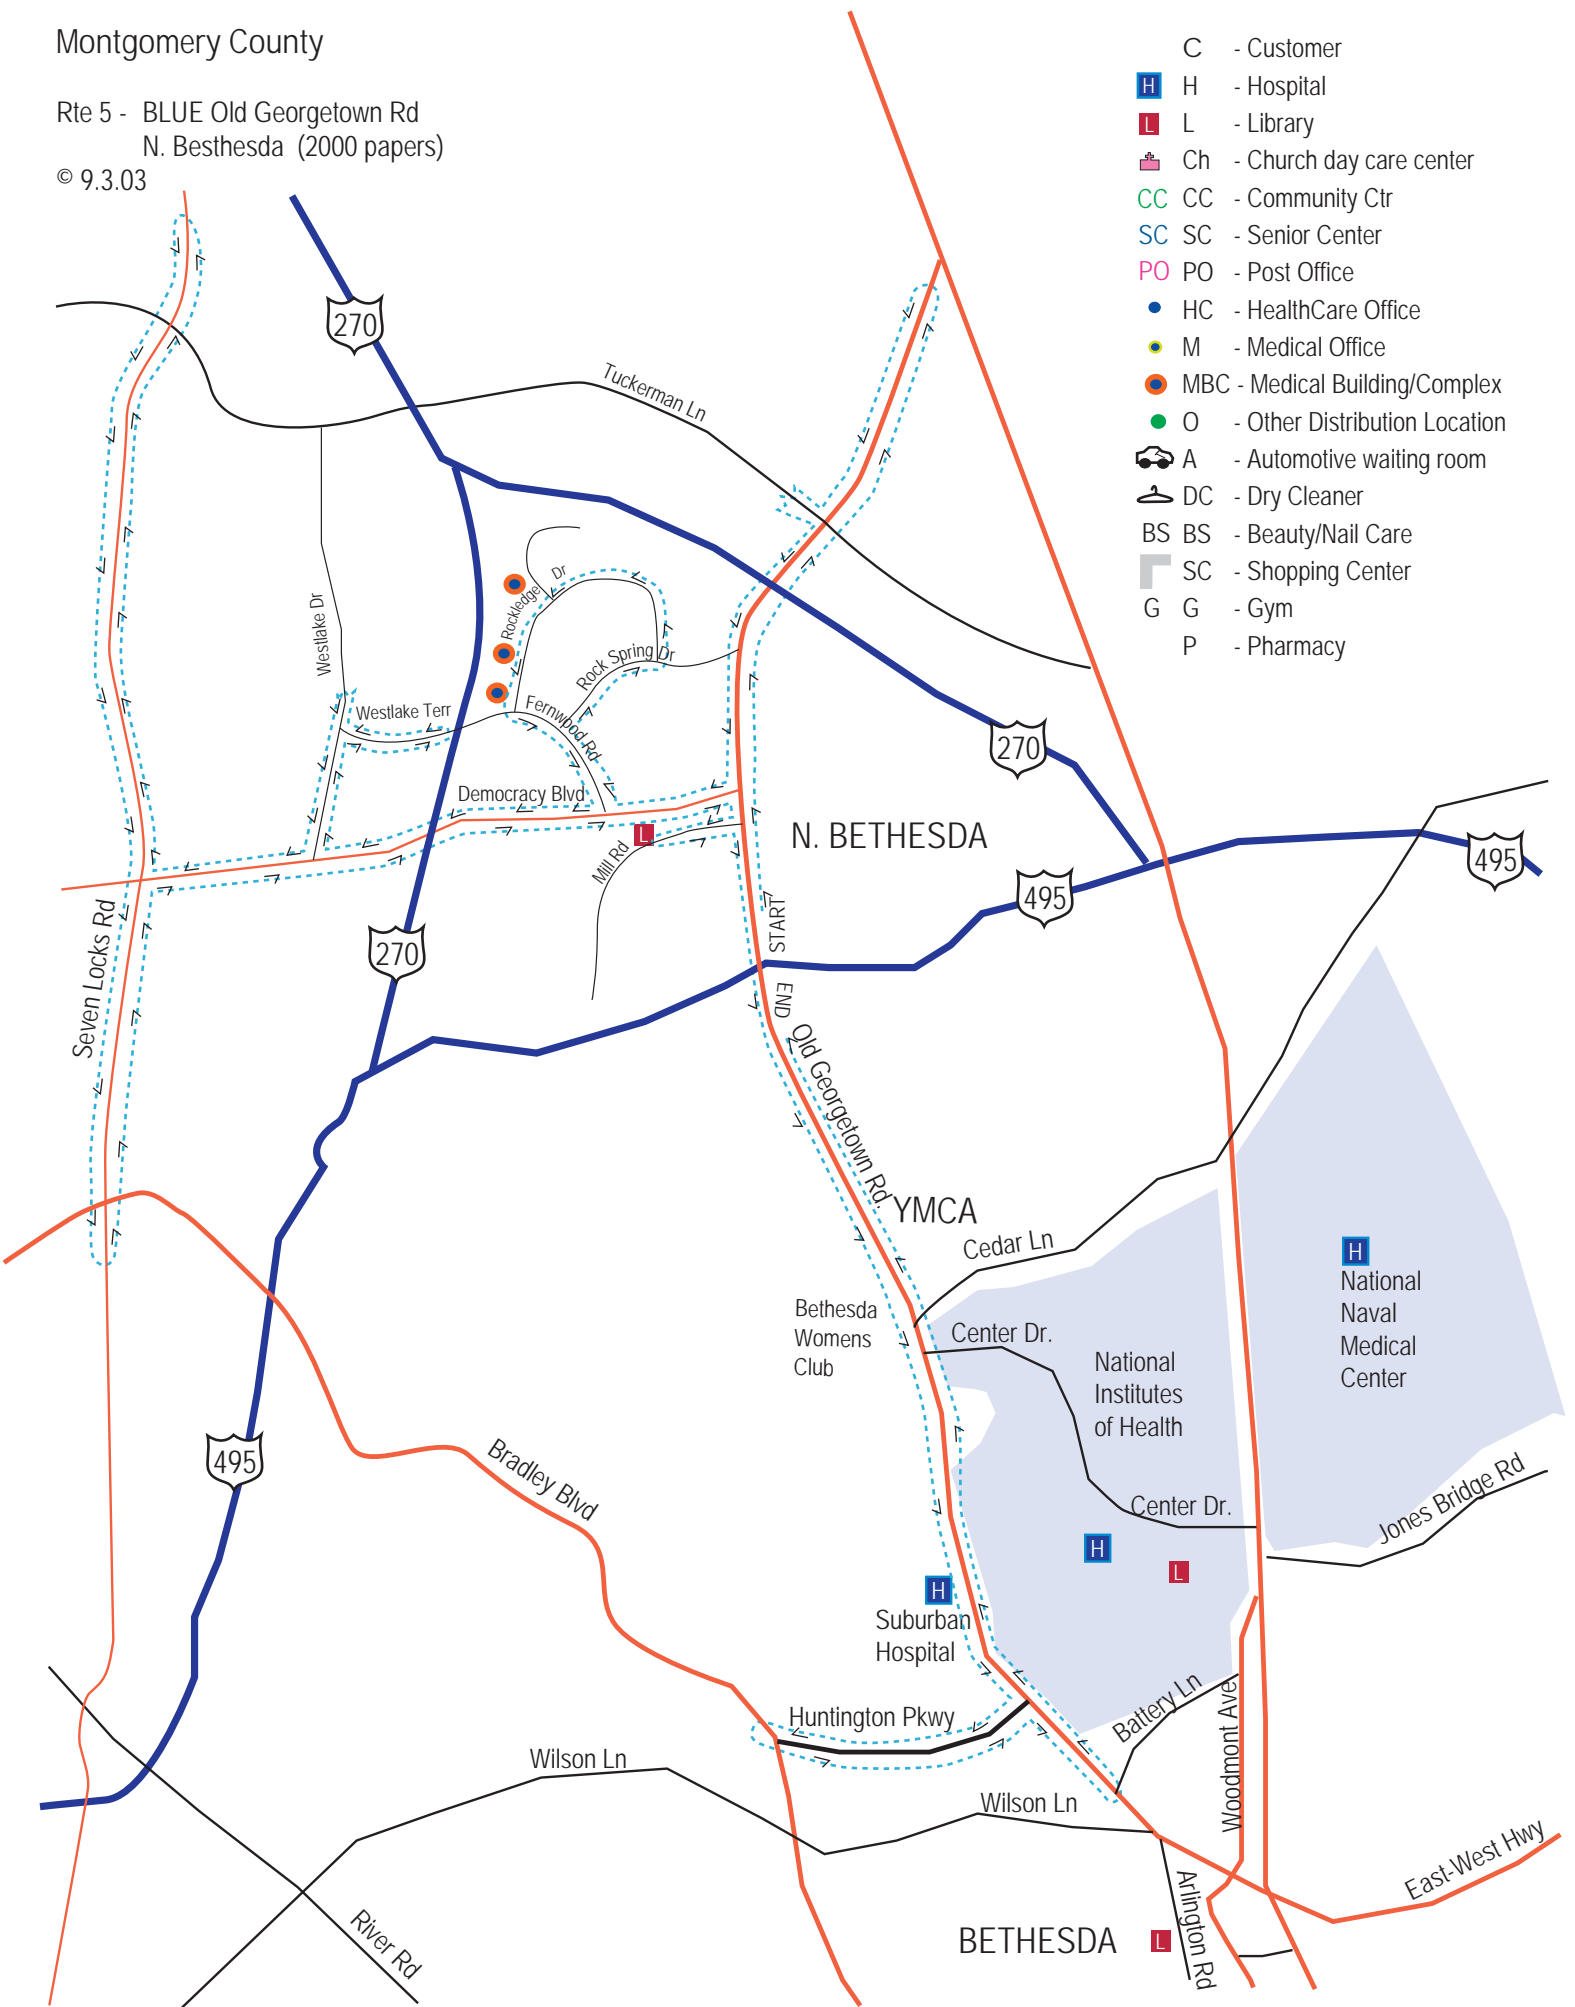 Montgomery County
Rte 5 - BLUE Old Georgetown Rd
N. Besthesda (2000 papers)
© 9.3.03
C - Customer
H H - Hospital
L L - Library
Ch - Church day care center
CC CC - Community Ctr
SC SC - Senior Center
PO PO - Post Office
HC - HealthCare Office
M - Medical Office
MBC - Medical Building/Complex
O - Other Distribution Location
A - Automotive waiting room
DC - Dry Cleaner
BS BS - Beauty/Nail Care
SC - Shopping Center
G G - Gym
P - Pharmacy
270
Tuckerman Ln
Westlake Dr
Rockledge Dr
Rock Spring Dr
Westlake Terr
Fernwood Rd
270
Democracy Blvd
L
Mill Rd
N. BETHESDA
495
495
START
Seven Locks Rd
270
END
Old Georgetown Rd.
YMCA
Cedar Ln
H
National
Naval
Medical
Center
Bethesda
Womens
Club
Center Dr.
National
Institutes
of Health
495
Bradley Blvd
Center Dr.
Jones Bridge Rd
H
L
H
Suburban
Hospital
Huntington Pkwy
Battery Ln
Woodmont Ave
Wilson Ln
Wilson Ln
East-West Hwy
Arlington Rd
River Rd
BETHESDA
L